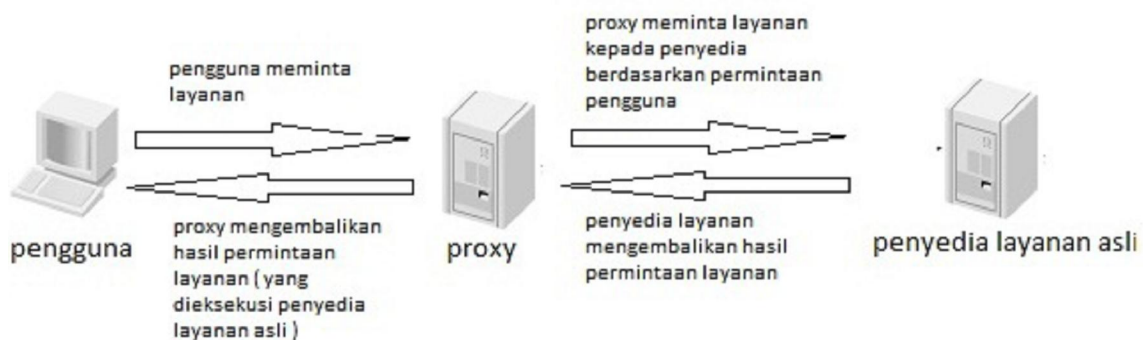 proxy meminta layanan
kepada penyedia
berdasarkan permintaan
pengguna
pengguna meminta
layanan
pengguna
proxy mengembalikan
hasil permintaan
layanan ( yang
dieksekusi penyedia
layanan asli )
proxy
penyedia layanan
mengembalikan hasil
permintaan layanan
penyedia layanan asli